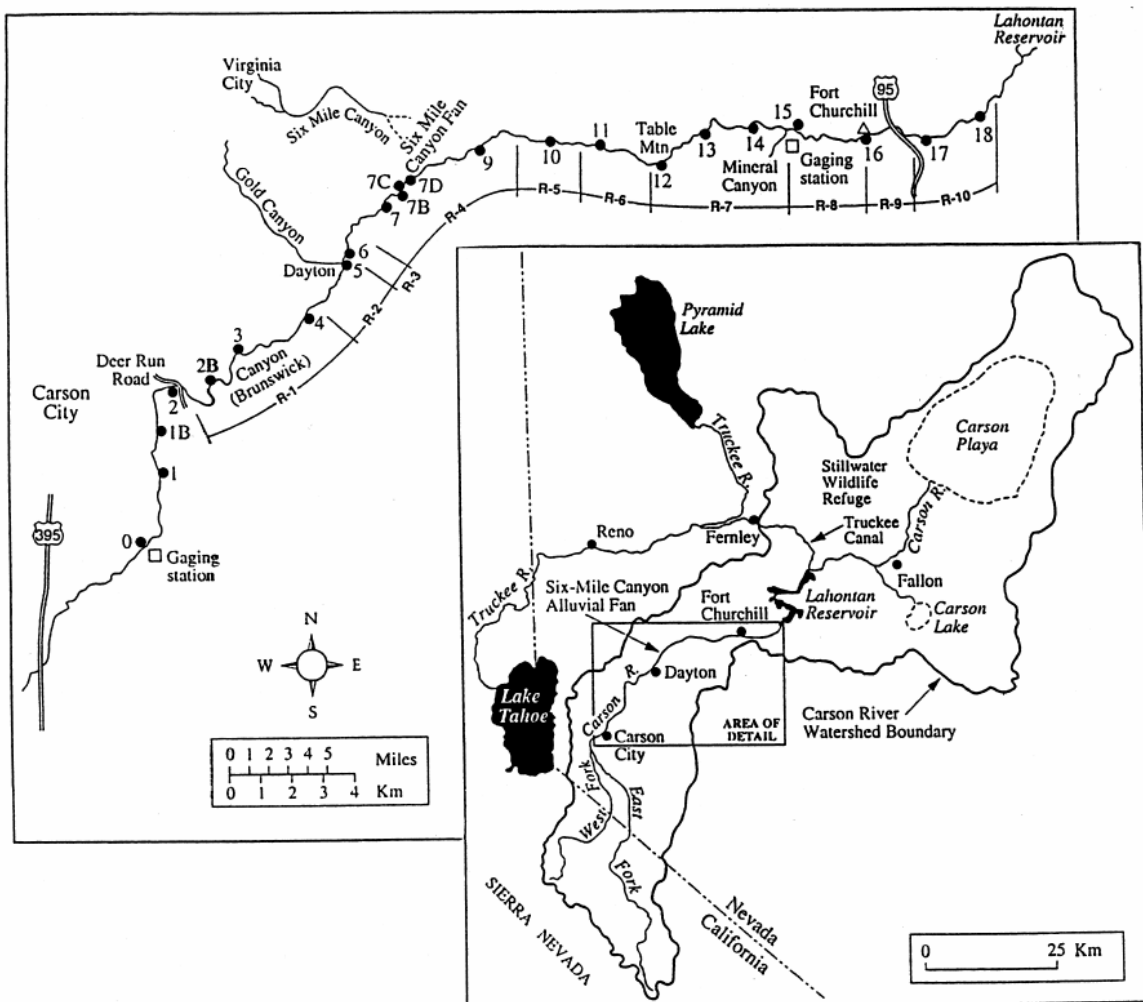 Lahontan
Reservoir
Virginia
City
Six Mile Canyon
Six Mile
Canyon Fan
Gold Canyon
Dayton
Fort
Churchill
95
Table
Mtn
Mineral
Canyon
Gaging
station
18
17
16
15
14
13
12
11
10
9
7D
7C
7B
7
6
5
4
3
2B
2
1B
1
0
R-10
R-9
R-8
R-7
R-6
R-5
R-4
R-3
R-2
R-1
Deer Run
Road
Canyon
(Brunswick)
Carson
City
395
Gaging
station
N
W
E
S
0 1 2 3 4 5 Miles
0 1 2 3 4 Km
Pyramid
Lake
Truckee R.
Carson
Playa
Stillwater
Wildlife
Refuge
Truckee
Canal
Carson R.
Reno
Fernley
Fallon
Truckee R.
Six-Mile Canyon
Alluvial Fan
Fort
Churchill
Lahontan
Reservoir
Carson
Lake
Dayton
Carson R.
Lake
Tahoe
AREA OF
DETAIL
Carson
City
Carson River
Watershed Boundary
West Fork
East Fork
SIERRA NEVADA
Nevada
California
0 25 Km